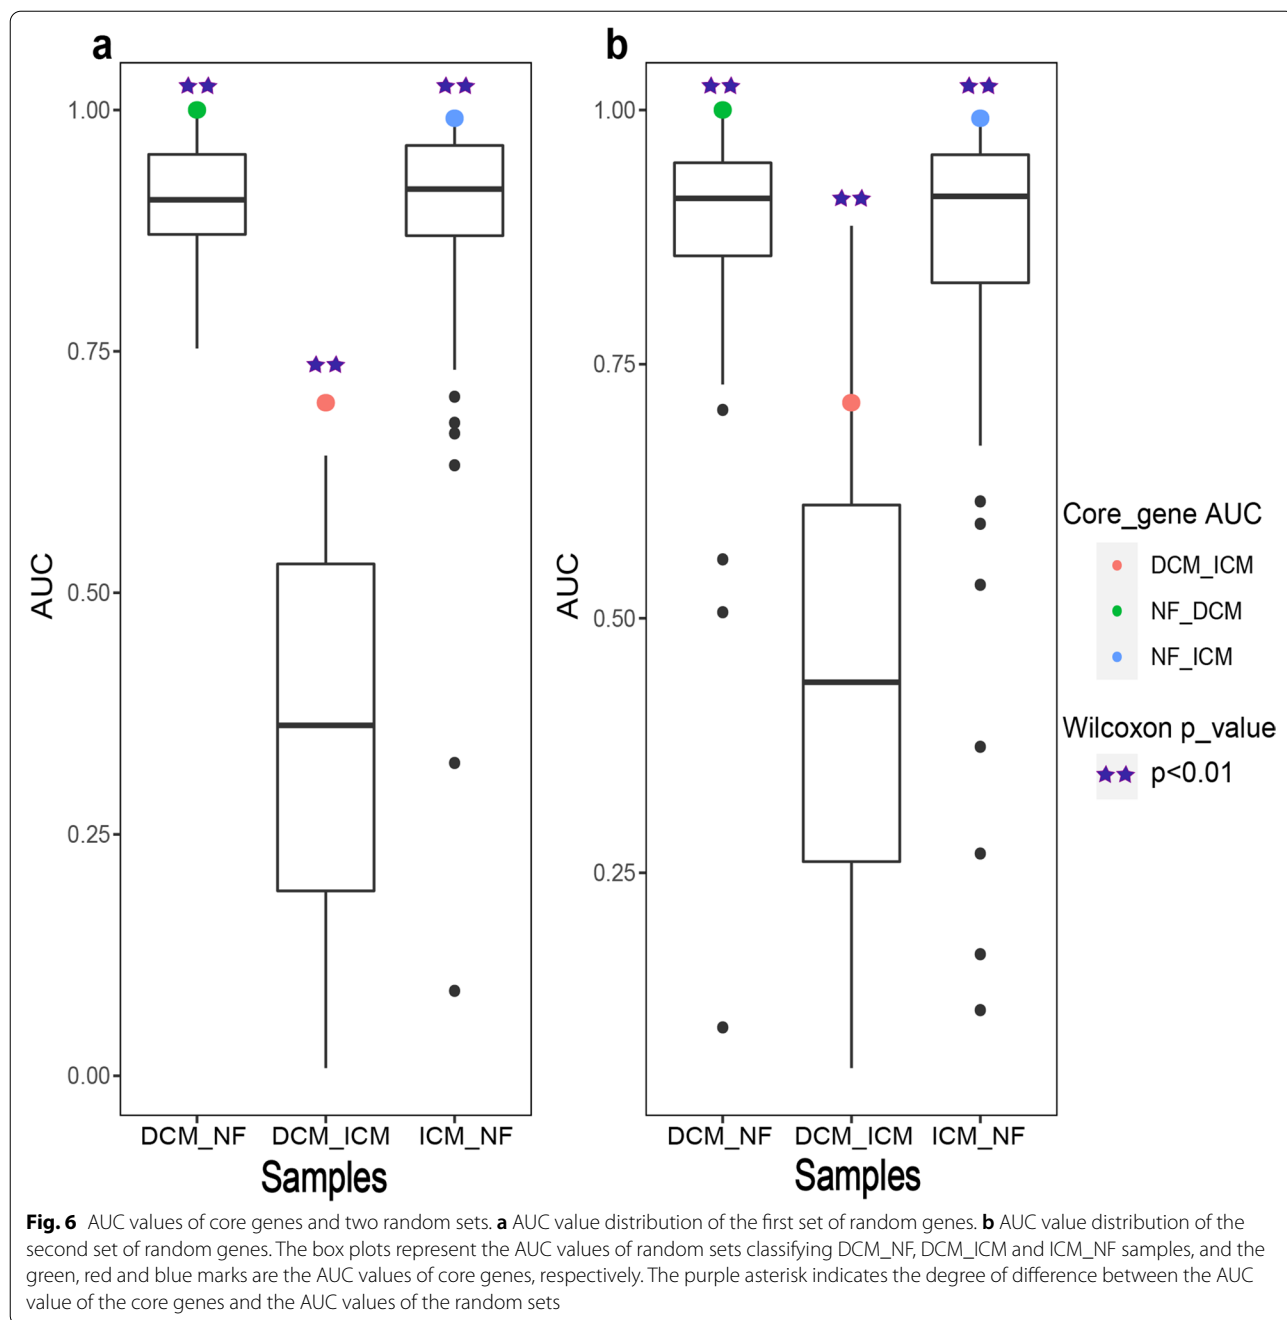 a
b
1.00
0.75
0.50
0.25
0.00
AUC
DCM_NF
DCM_ICM
ICM_NF
Samples
1.00
0.75
0.50
0.25
AUC
DCM_NF
DCM_ICM
ICM_NF
Samples
Core_gene AUC
DCM_ICM
NF_DCM
NF_ICM
Wilcoxon p_value
p<0.01
Fig. 6 AUC values of core genes and two random sets. a AUC value distribution of the first set of random genes. b AUC value distribution of the
second set of random genes. The box plots represent the AUC values of random sets classifying DCM_NF, DCM_ICM and ICM_NF samples, and the
green, red and blue marks are the AUC values of core genes, respectively. The purple asterisk indicates the degree of difference between the AUC
value of the core genes and the AUC values of the random sets